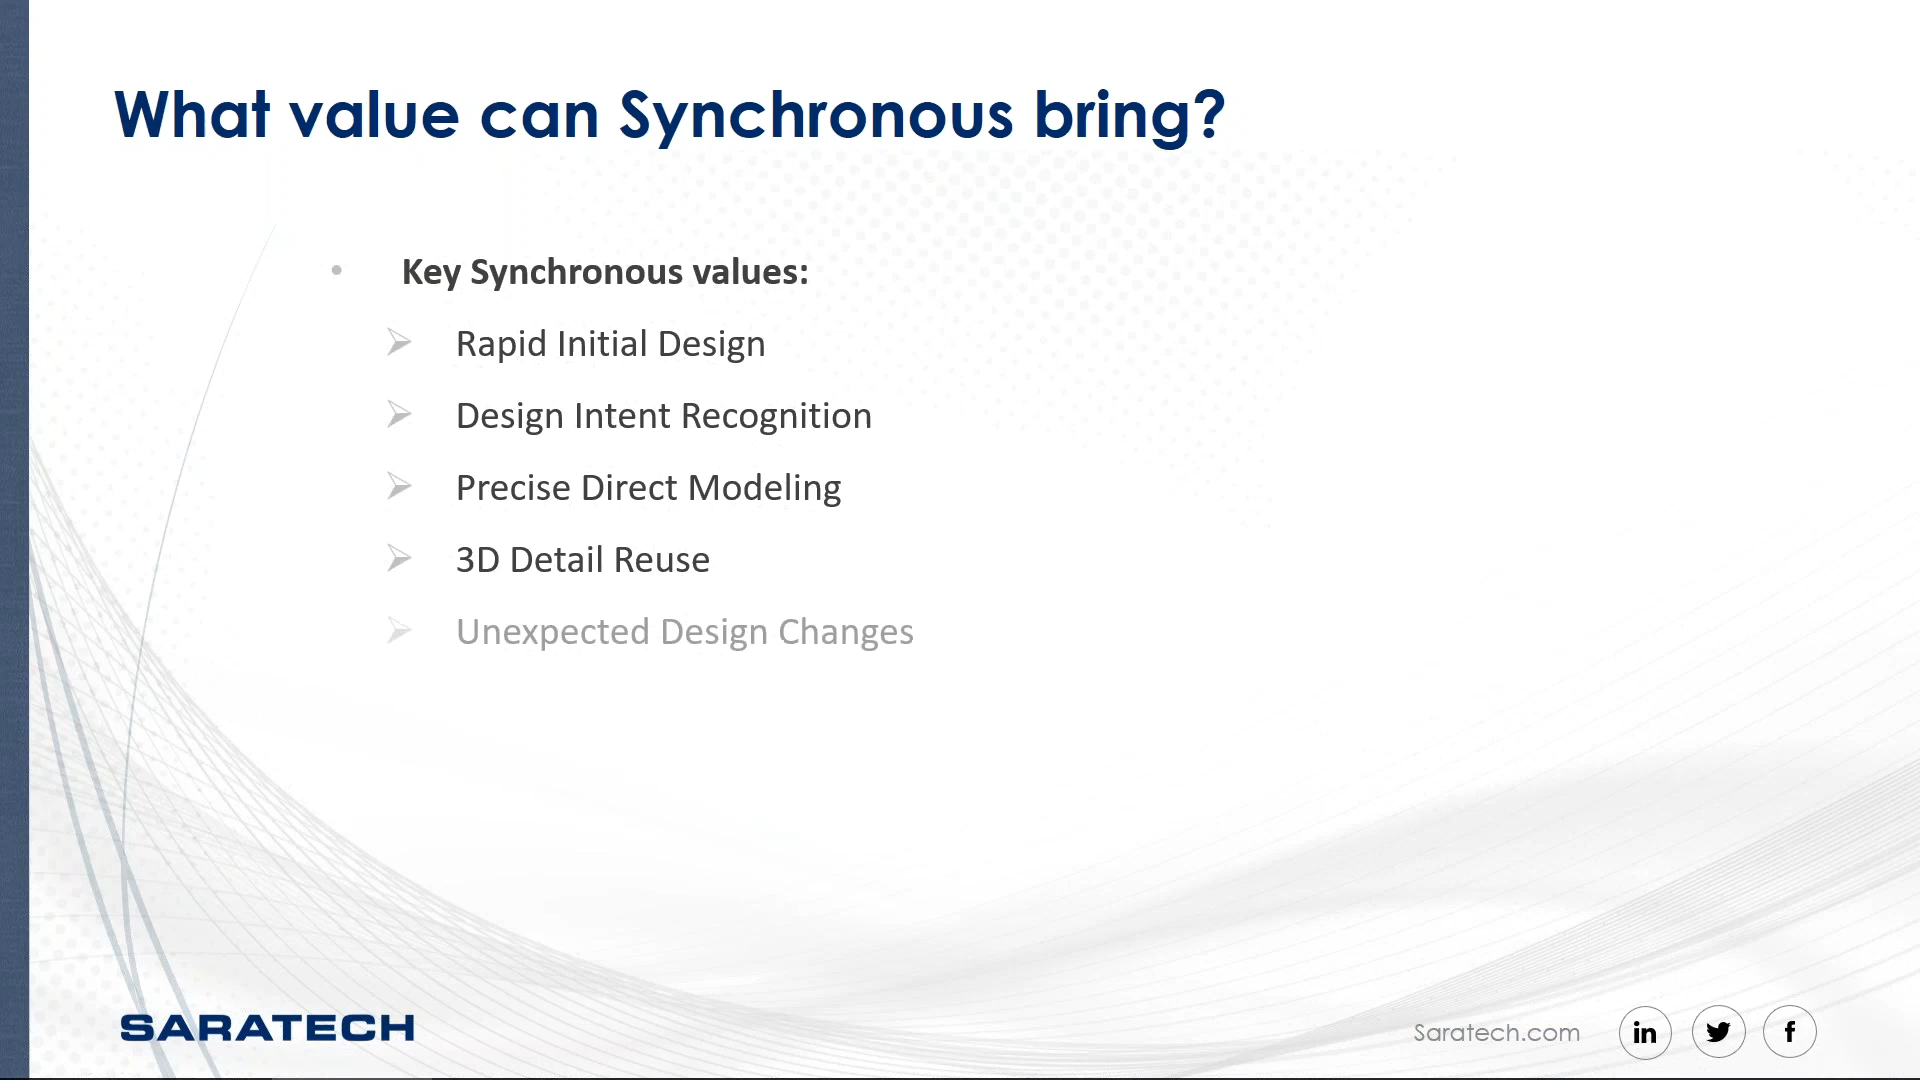 What value can Synchronous bring?
Key Synchronous values:
Rapid Initial Design
Design Intent Recognition
Precise Direct Modeling
3D Detail Reuse
Unexpected Design Changes
SARATECH
Saratech.com
in
f